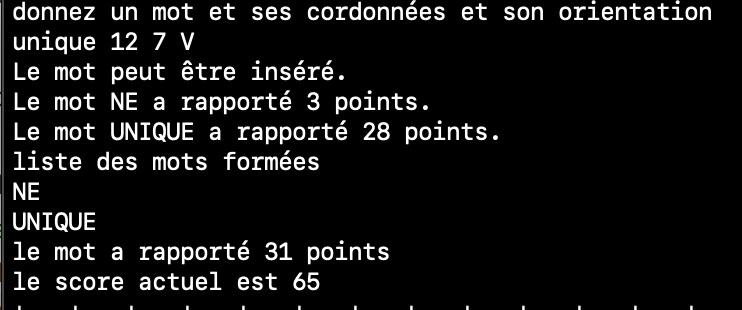 donnez un mot et ses cordonnées et son orientation
unique 12 7 V
Le mot peut être inséré.
Le mot NE a rapporté 3 points.
Le mot UNIQUE a rapporté 28 points.
liste des mots formées
NE
UNIQUE
le mot a rapporté 31 points
le score actuel est 65